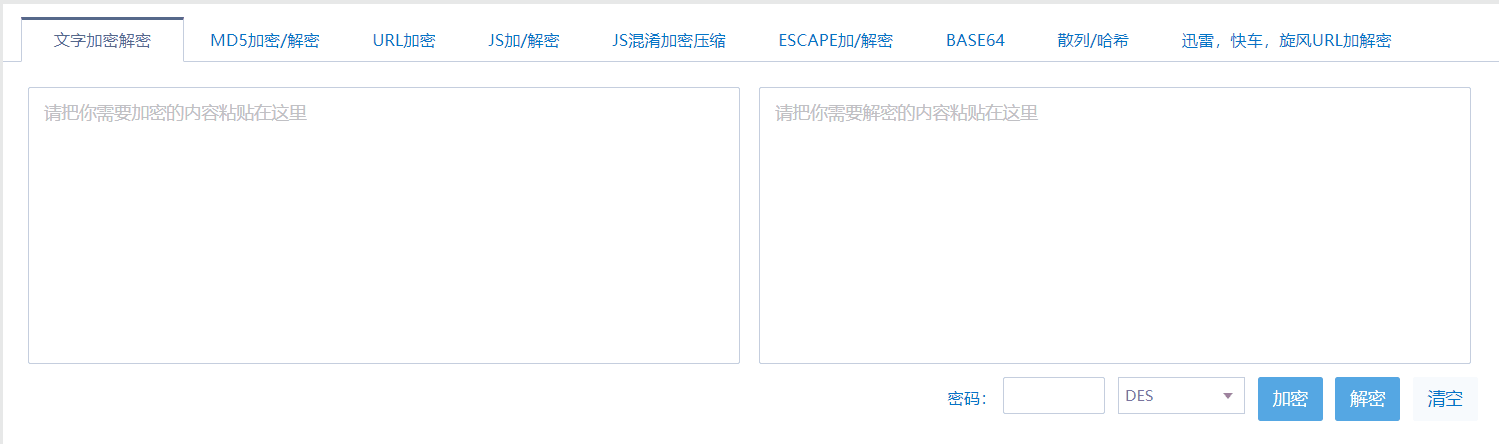 文字加密解密 MD5加密/解密 URL加密 JS加/解密 JS混淆加密压缩 ESCAPE加/解密 BASE64 散列/哈希 迅雷，快车，旋风URL加解密
请把你需要加密的内容粘贴在这里 请把你需要解密的内容粘贴在这里
密码： DES 加密 解密 清空